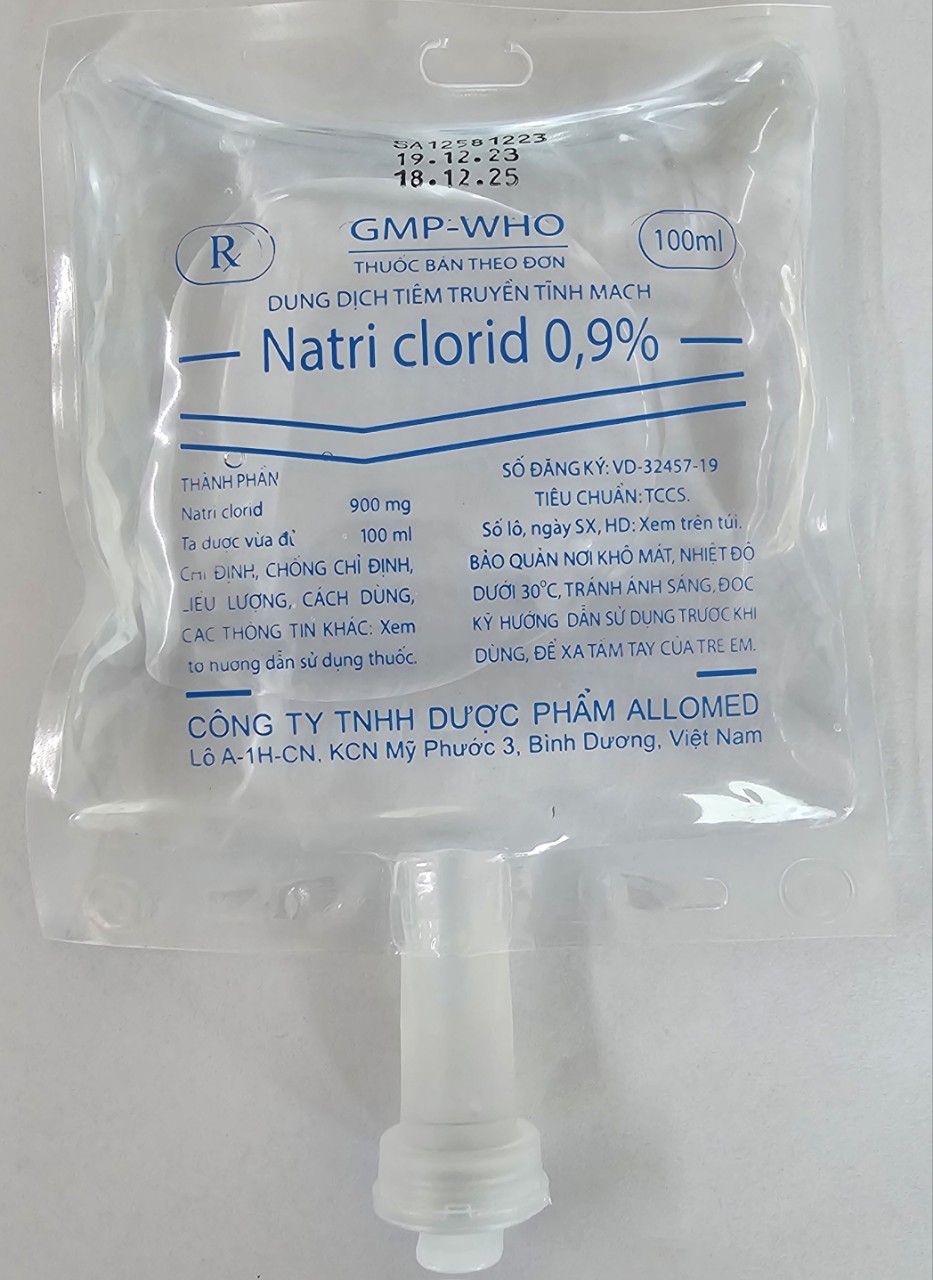 SA12581223
19.12.23
18.12.25
GMP-WHO
℞
100ml
THUỐC BÁN THEO ĐƠN
DUNG DỊCH TIÊM TRUYỀN TĨNH MẠCH
Natri clorid 0,9%
THÀNH PHẦN
Natri clorid 900 mg
Tá dược vừa đủ 100 ml
CHỈ ĐỊNH, CHỐNG CHỈ ĐỊNH,
LIỀU LƯỢNG, CÁCH DÙNG,
CÁC THÔNG TIN KHÁC: Xem
tờ hướng dẫn sử dụng thuốc.
SỐ ĐĂNG KÝ: VD-32457-19
TIÊU CHUẨN: TCCS.
Số lô, ngày SX, HD: Xem trên túi.
BẢO QUẢN NƠI KHÔ MÁT, NHIỆT ĐỘ
DƯỚI 30°C, TRÁNH ÁNH SÁNG, ĐỌC
KỸ HƯỚNG DẪN SỬ DỤNG TRƯỚC KHI
DÙNG, ĐỂ XA TẦM TAY CỦA TRẺ EM.
CÔNG TY TNHH DƯỢC PHẨM ALLOMED
Lô A-1H-CN, KCN Mỹ Phước 3, Bình Dương, Việt Nam